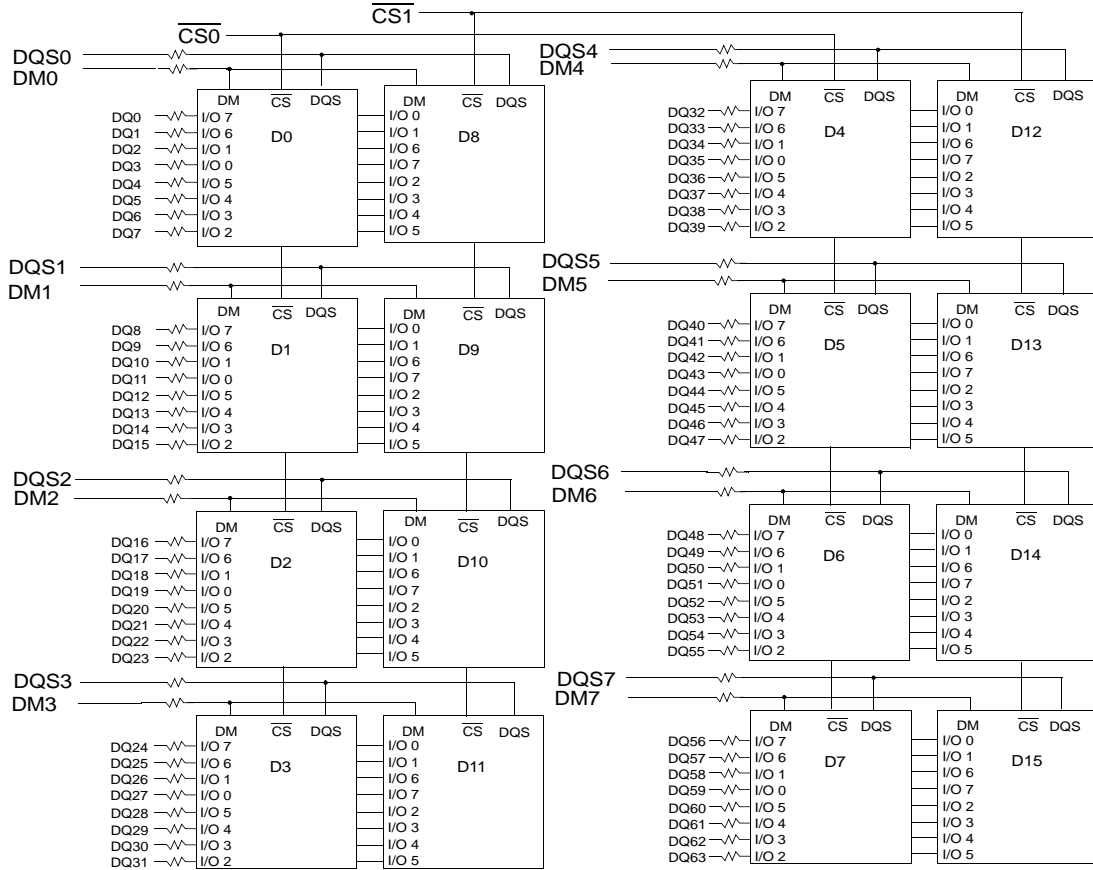 CS1
CS0
DQS0
DM0
DM CS DQS DM CS DQS
D0 D8
DQ0 I/O 7 I/O 0
DQ1 I/O 6 I/O 1
DQ2 I/O 1 I/O 6
DQ3 I/O 0 I/O 7
DQ4 I/O 5 I/O 2
DQ5 I/O 4 I/O 3
DQ6 I/O 3 I/O 4
DQ7 I/O 2 I/O 5
DQS1
DM1
DM CS DQS DM CS DQS
D1 D9
DQ8 I/O 7 I/O 0
DQ9 I/O 6 I/O 1
DQ10 I/O 1 I/O 6
DQ11 I/O 0 I/O 7
DQ12 I/O 5 I/O 2
DQ13 I/O 4 I/O 3
DQ14 I/O 3 I/O 4
DQ15 I/O 2 I/O 5
DQS2
DM2
DM CS DQS DM CS DQS
D2 D10
DQ16 I/O 7 I/O 0
DQ17 I/O 6 I/O 1
DQ18 I/O 1 I/O 6
DQ19 I/O 0 I/O 7
DQ20 I/O 5 I/O 2
DQ21 I/O 4 I/O 3
DQ22 I/O 3 I/O 4
DQ23 I/O 2 I/O 5
DQS3
DM3
DM CS DQS DM CS DQS
D3 D11
DQ24 I/O 7 I/O 0
DQ25 I/O 6 I/O 1
DQ26 I/O 1 I/O 6
DQ27 I/O 0 I/O 7
DQ28 I/O 5 I/O 2
DQ29 I/O 4 I/O 3
DQ30 I/O 3 I/O 4
DQ31 I/O 2 I/O 5
DQS4
DM4
DM CS DQS DM CS DQS
D4 D12
DQ32 I/O 7 I/O 0
DQ33 I/O 6 I/O 1
DQ34 I/O 1 I/O 6
DQ35 I/O 0 I/O 7
DQ36 I/O 5 I/O 2
DQ37 I/O 4 I/O 3
DQ38 I/O 3 I/O 4
DQ39 I/O 2 I/O 5
DQS5
DM5
DM CS DQS DM CS DQS
D5 D13
DQ40 I/O 7 I/O 0
DQ41 I/O 6 I/O 1
DQ42 I/O 1 I/O 6
DQ43 I/O 0 I/O 7
DQ44 I/O 5 I/O 2
DQ45 I/O 4 I/O 3
DQ46 I/O 3 I/O 4
DQ47 I/O 2 I/O 5
DQS6
DM6
DM CS DQS DM CS DQS
D6 D14
DQ48 I/O 7 I/O 0
DQ49 I/O 6 I/O 1
DQ50 I/O 1 I/O 6
DQ51 I/O 0 I/O 7
DQ52 I/O 5 I/O 2
DQ53 I/O 4 I/O 3
DQ54 I/O 3 I/O 4
DQ55 I/O 2 I/O 5
DQS7
DM7
DM CS DQS DM CS DQS
D7 D15
DQ56 I/O 7 I/O 0
DQ57 I/O 6 I/O 1
DQ58 I/O 1 I/O 6
DQ59 I/O 0 I/O 7
DQ60 I/O 5 I/O 2
DQ61 I/O 4 I/O 3
DQ62 I/O 3 I/O 4
DQ63 I/O 2 I/O 5